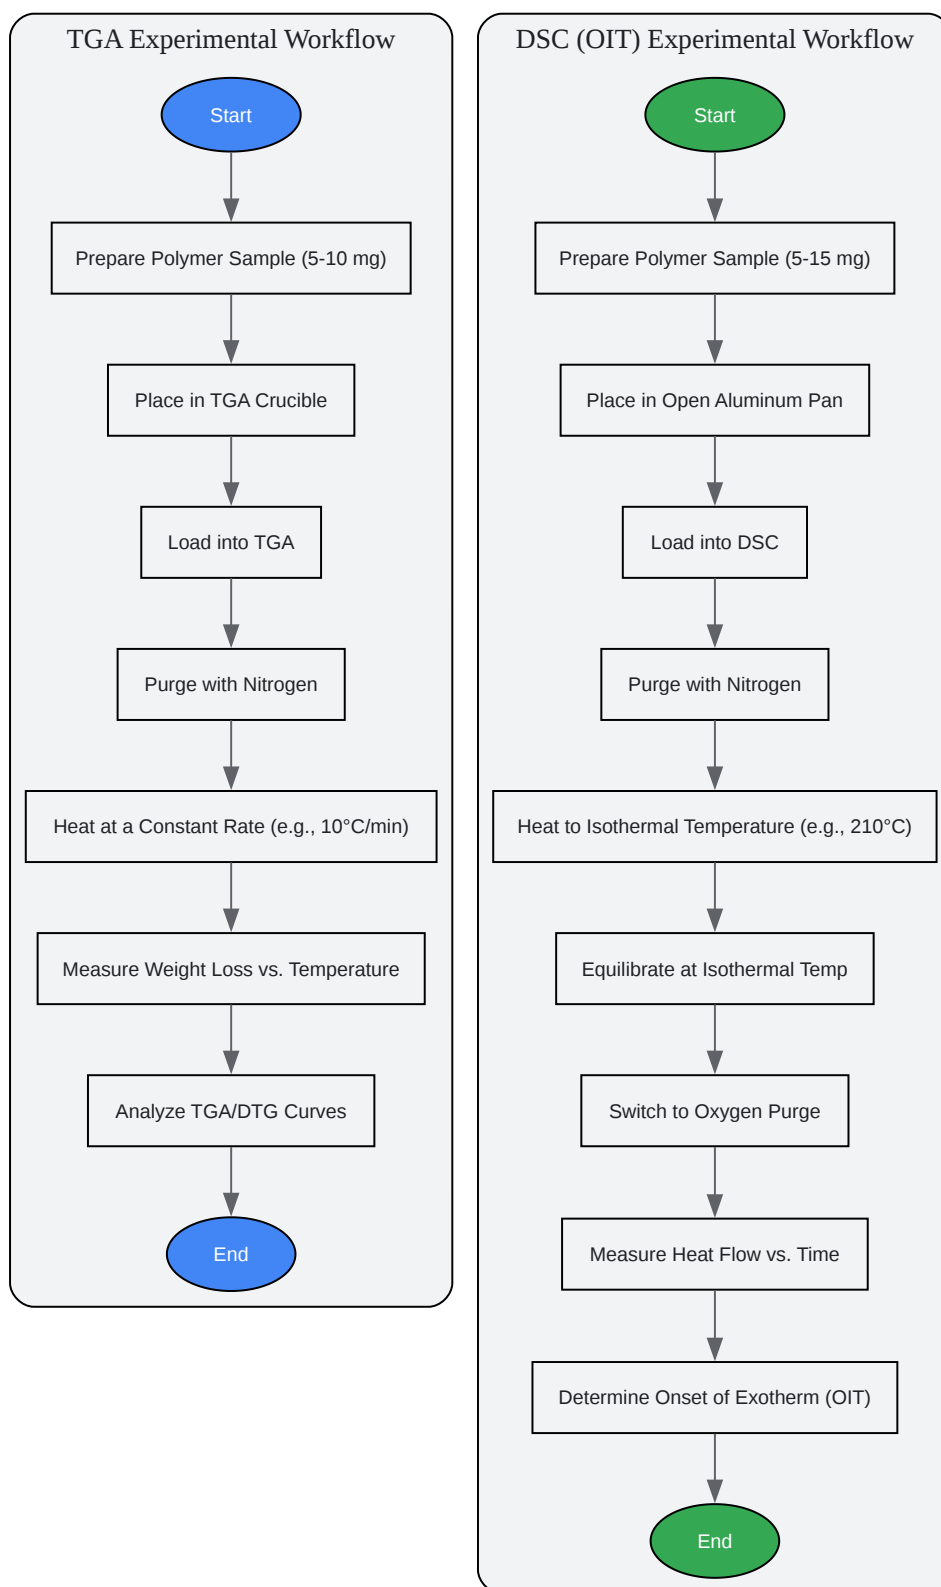 TGA Experimental Workflow
Start
Prepare Polymer Sample (5-10 mg)
Place in TGA Crucible
Load into TGA
Purge with Nitrogen
Heat at a Constant Rate (e.g., 10°C/min)
Measure Weight Loss vs. Temperature
Analyze TGA/DTG Curves
End
DSC (OIT) Experimental Workflow
Start
Prepare Polymer Sample (5-15 mg)
Place in Open Aluminum Pan
Load into DSC
Purge with Nitrogen
Heat to Isothermal Temperature (e.g., 210°C)
Equilibrate at Isothermal Temp
Switch to Oxygen Purge
Measure Heat Flow vs. Time
Determine Onset of Exotherm (OIT)
End